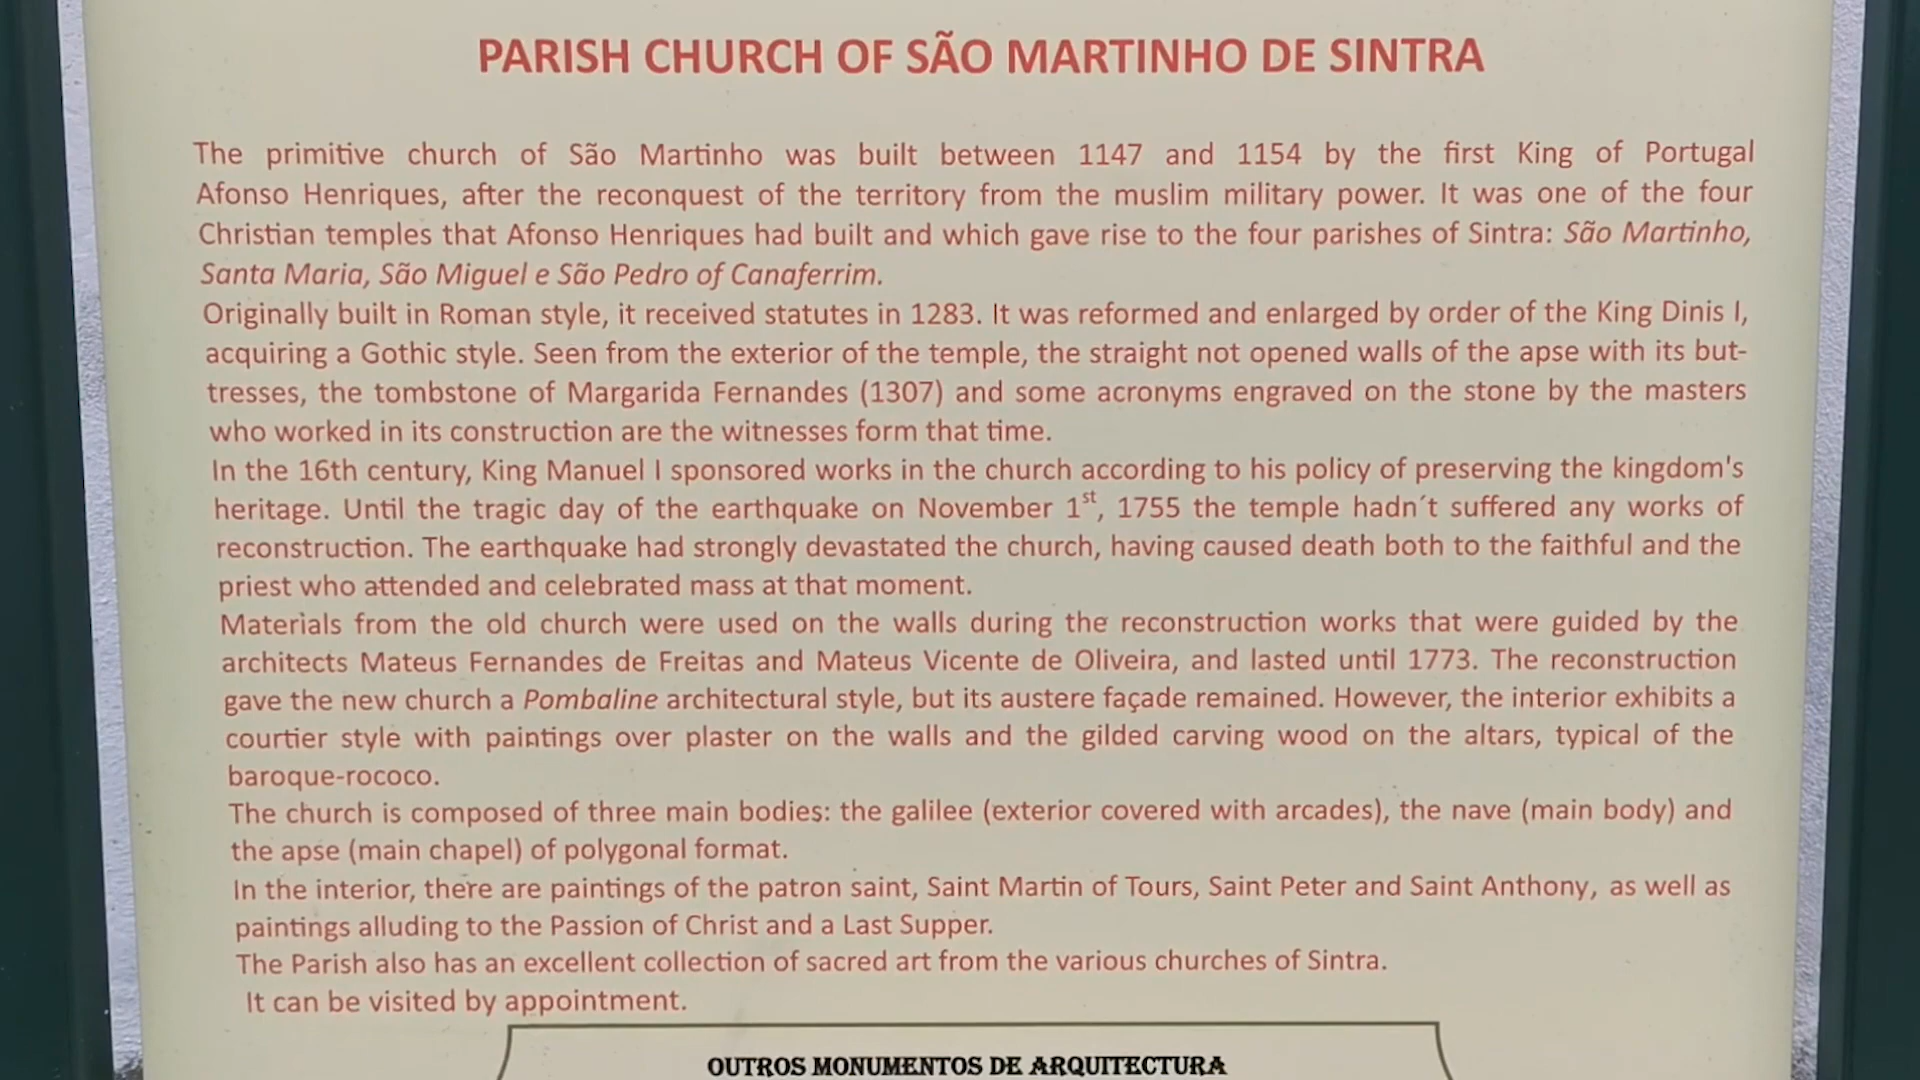 PARISH CHURCH OF SÃO MARTINHO DE SINTRA
The primitive church of São Martinho was built between 1147 and 1154 by the first King of Portugal
Afonso Henriques, after the reconquest of the territory from the muslim military power. It was one of the four
Christian temples that Afonso Henriques had built and which gave rise to the four parishes of Sintra: São Martinho,
Santa Maria, São Miguel e São Pedro of Canaferrim.
Originally built in Roman style, it received statutes in 1283. It was reformed and enlarged by order of the King Dinis I,
acquiring a Gothic style. Seen from the exterior of the temple, the straight not opened walls of the apse with its but-
tresses, the tombstone of Margarida Fernandes (1307) and some acronyms engraved on the stone by the masters
who worked in its construction are the witnesses form that time.
In the 16th century, King Manuel I sponsored works in the church according to his policy of preserving the kingdom's
heritage. Until the tragic day of the earthquake on November 1st, 1755 the temple hadn´t suffered any works of
reconstruction. The earthquake had strongly devastated the church, having caused death both to the faithful and the
priest who attended and celebrated mass at that moment.
Materials from the old church were used on the walls during the reconstruction works that were guided by the
architects Mateus Fernandes de Freitas and Mateus Vicente de Oliveira, and lasted until 1773. The reconstruction
gave the new church a Pombaline architectural style, but its austere façade remained. However, the interior exhibits a
courtier style with paintings over plaster on the walls and the gilded carving wood on the altars, typical of the
baroque-rococo.
The church is composed of three main bodies: the galilee (exterior covered with arcades), the nave (main body) and
the apse (main chapel) of polygonal format.
In the interior, there are paintings of the patron saint, Saint Martin of Tours, Saint Peter and Saint Anthony, as well as
paintings alluding to the Passion of Christ and a Last Supper.
The Parish also has an excellent collection of sacred art from the various churches of Sintra.
It can be visited by appointment.
OUTROS MONUMENTOS DE ARQUITECTURA